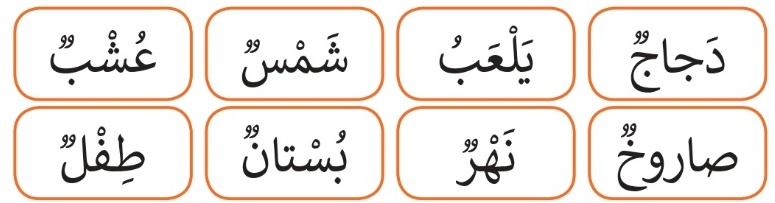 دَجاجٌ يَلْعَبُ شَمْسٌ عُشْبٌ
صاروخٌ نَهْرٌ بُسْتانٌ طِفْلٌ